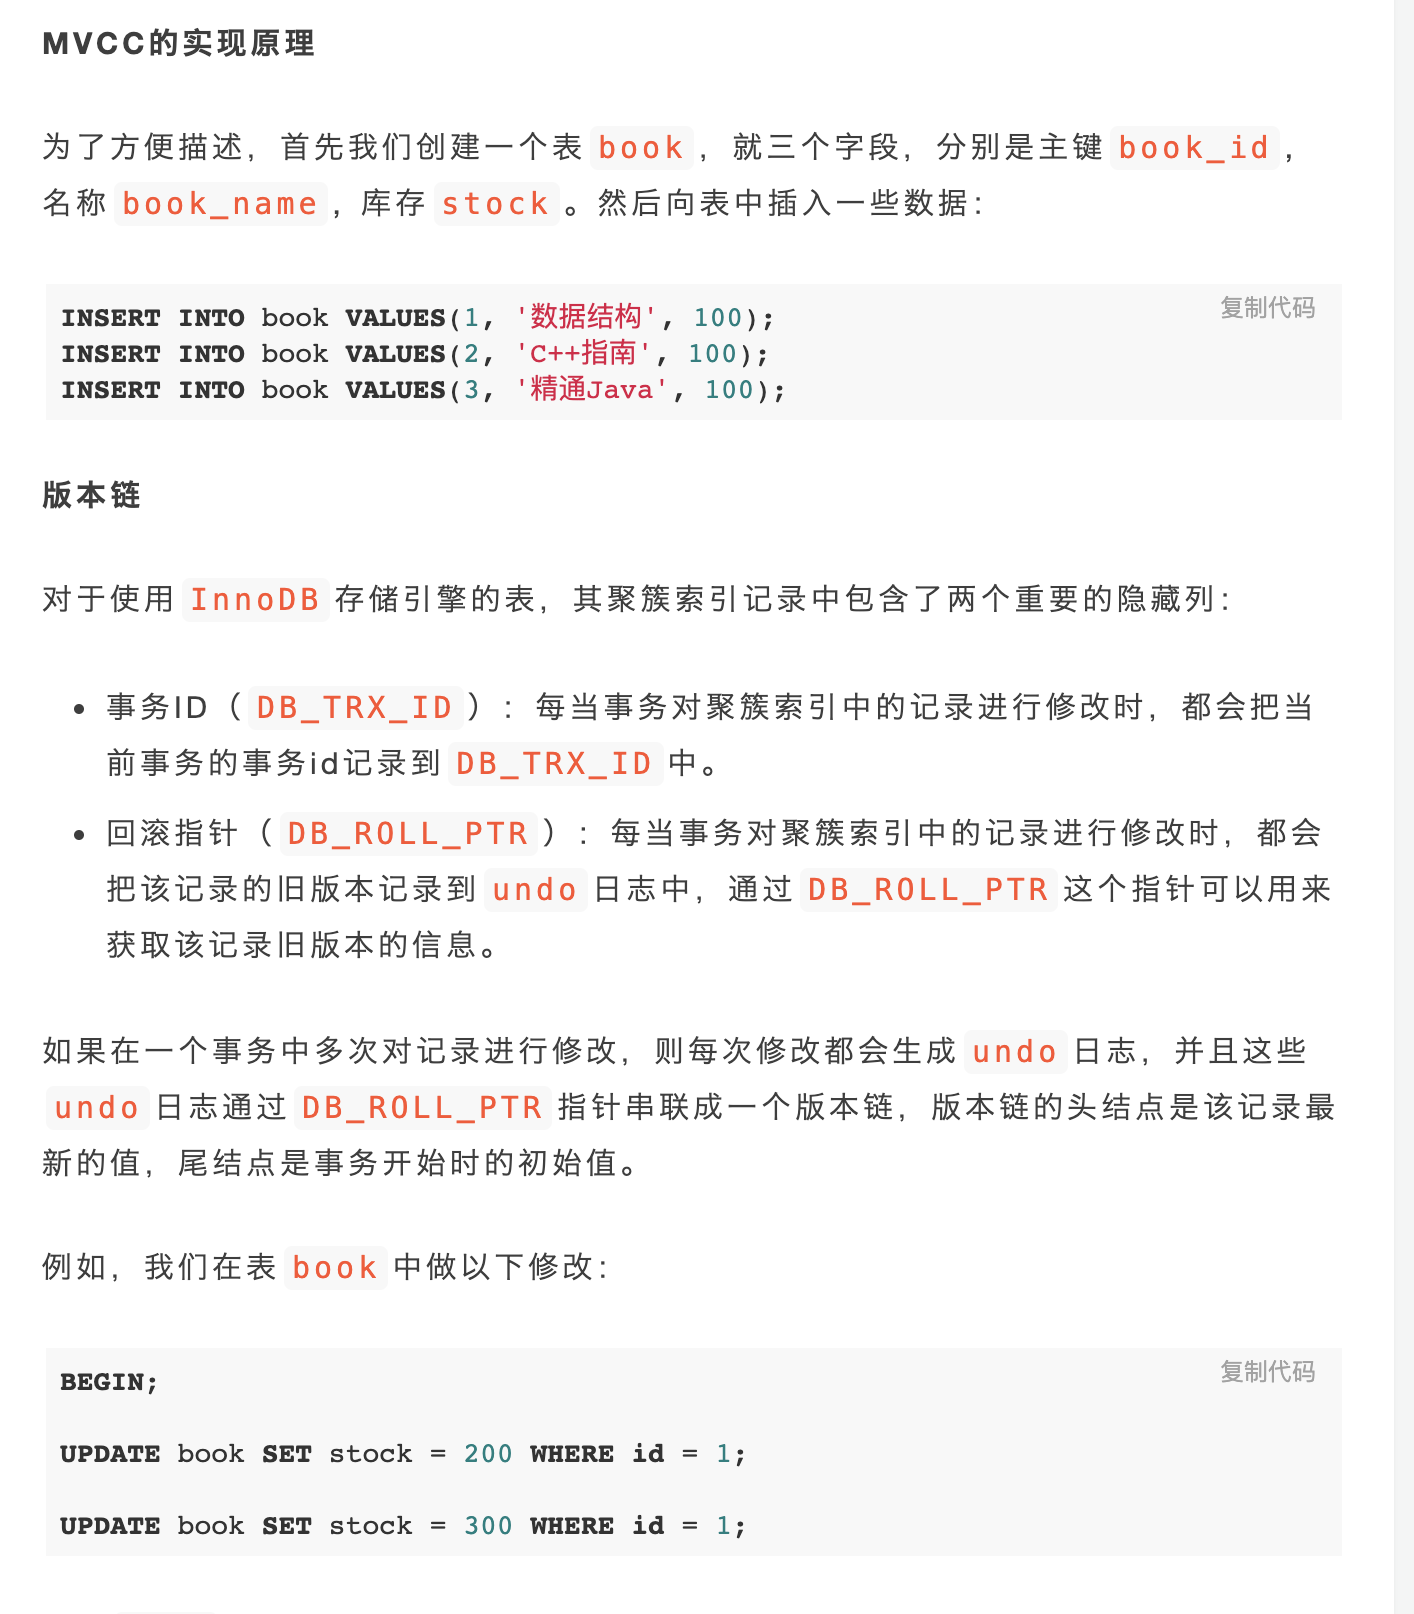 MVCC的实现原理
为了方便描述，首先我们创建一个表 book ，就三个字段，分别是主键 book_id ，
名称 book_name ，库存 stock 。然后向表中插入一些数据：
复制代码
INSERT INTO book VALUES(1, '数据结构', 100);
INSERT INTO book VALUES(2, 'C++指南', 100);
INSERT INTO book VALUES(3, '精通Java', 100);
版本链
对于使用 InnoDB 存储引擎的表，其聚簇索引记录中包含了两个重要的隐藏列：
• 事务ID（ DB_TRX_ID ）：每当事务对聚簇索引中的记录进行修改时，都会把当
前事务的事务id记录到 DB_TRX_ID 中。
• 回滚指针（ DB_ROLL_PTR ）：每当事务对聚簇索引中的记录进行修改时，都会
把该记录的旧版本记录到 undo 日志中，通过 DB_ROLL_PTR 这个指针可以用来
获取该记录旧版本的信息。
如果在一个事务中多次对记录进行修改，则每次修改都会生成 undo 日志，并且这些
undo 日志通过 DB_ROLL_PTR 指针串联成一个版本链，版本链的头结点是该记录最
新的值，尾结点是事务开始时的初始值。
例如，我们在表 book 中做以下修改：
复制代码
BEGIN;
UPDATE book SET stock = 200 WHERE id = 1;
UPDATE book SET stock = 300 WHERE id = 1;